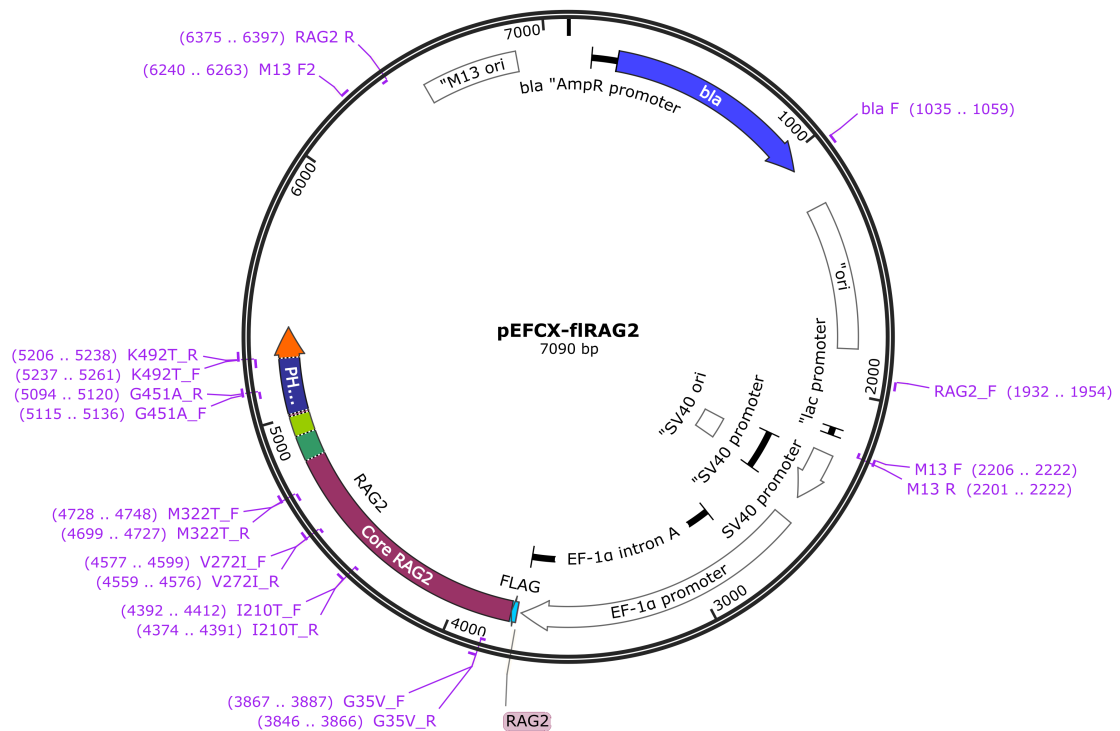 7000
(6375 .. 6397) RAG2 R
(6240 .. 6263) M13 F2
"M13 ori
bla "AmpR promoter
bla
1000
bla F (1035 .. 1059)
6000
"ori
pEFCX-flRAG2
7090 bp
(5206 .. 5238) K492T_R
(5237 .. 5261) K492T_F
(5094 .. 5120) G451A_R
(5115 .. 5136) G451A_F
PH...
"lac promoter
2000
RAG2_F (1932 .. 1954)
"SV40 ori
"SV40 promoter
5000
SV40 promoter
M13 F (2206 .. 2222)
M13 R (2201 .. 2222)
RAG2
(4728 .. 4748) M322T_F
(4699 .. 4727) M322T_R
Core RAG2
EF-1α intron A
(4577 .. 4599) V272I_F
(4559 .. 4576) V272I_R
FLAG
EF-1α promoter
3000
(4392 .. 4412) I210T_F
(4374 .. 4391) I210T_R
4000
(3867 .. 3887) G35V_F
(3846 .. 3866) G35V_R
RAG2